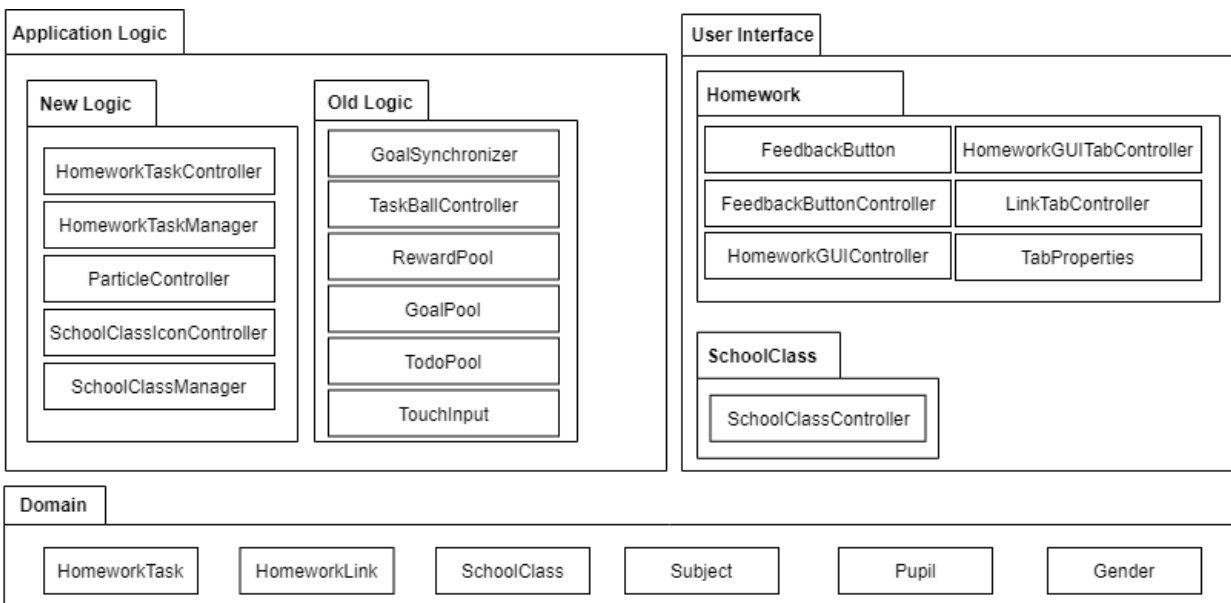 Application Logic
New Logic
HomeworkTaskController
HomeworkTaskManager
ParticleController
SchoolClassIconController
SchoolClassManager
Old Logic
GoalSynchronizer
TaskBallController
RewardPool
GoalPool
TodoPool
TouchInput
User Interface
Homework
FeedbackButton
HomeworkGUITabController
FeedbackButtonController
LinkTabController
HomeworkGUIController
TabProperties
SchoolClass
SchoolClassController
Domain
HomeworkTask
HomeworkLink
SchoolClass
Subject
Pupil
Gender